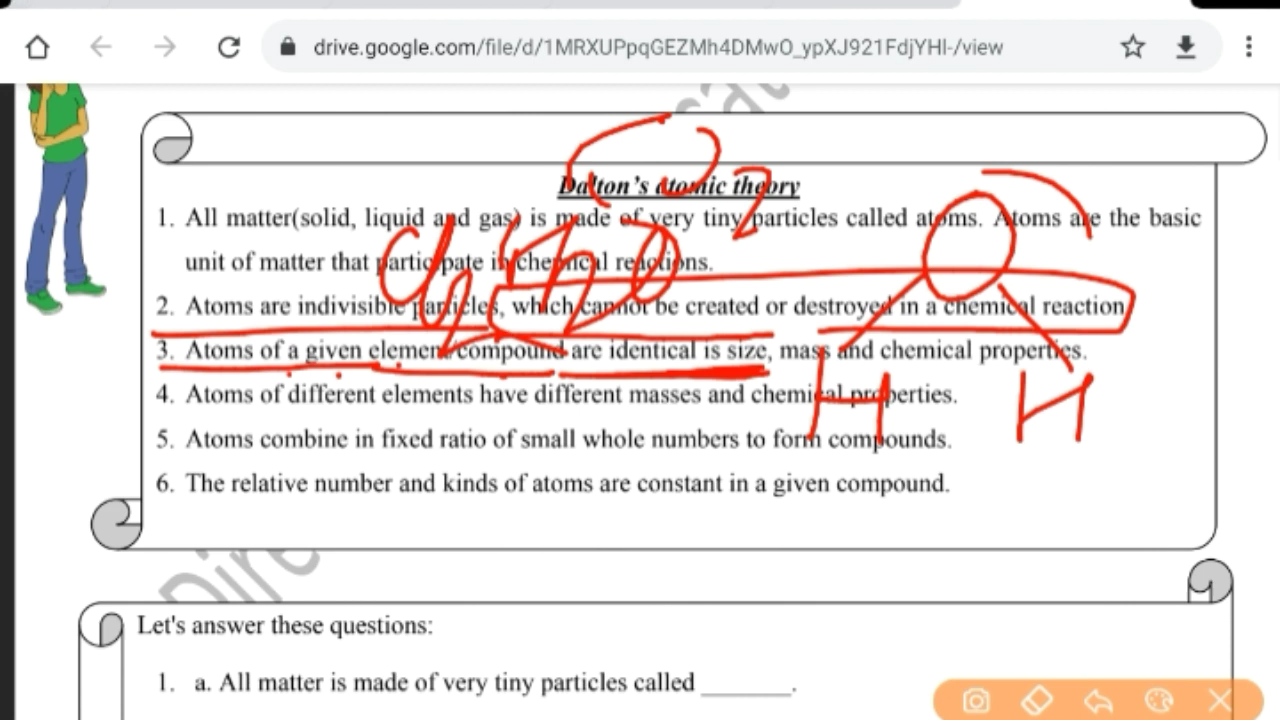 drive.google.com/file/d/1MRXUPpqGEZMh4DMwO_ypXJ921FdjYHl-/view
Dalton's atomic theory
1. All matter(solid, liquid and gas) is made of very tiny particles called atoms. Atoms are the basic
unit of matter that participate in chemical reactions.
2. Atoms are indivisible particles, which cannot be created or destroyed in a chemical reaction
3. Atoms of a given element/compound are identical is size, mass and chemical properties.
4. Atoms of different elements have different masses and chemical properties.
5. Atoms combine in fixed ratio of small whole numbers to form compounds.
6. The relative number and kinds of atoms are constant in a given compound.
H H
Let's answer these questions:
1. a. All matter is made of very tiny particles called _______.